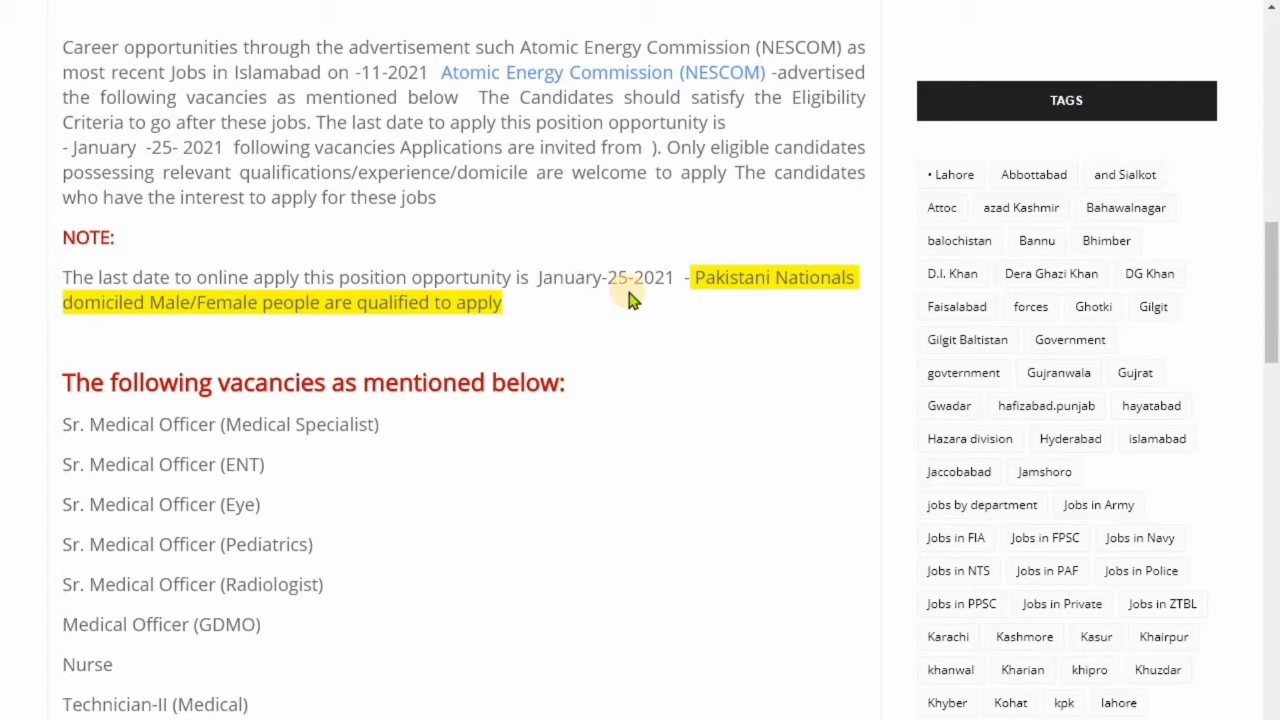 Career opportunities through the advertisement such Atomic Energy Commission (NESCOM) as
most recent Jobs in Islamabad on -11-2021 Atomic Energy Commission (NESCOM) -advertised
the following vacancies as mentioned below The Candidates should satisfy the Eligibility
Criteria to go after these jobs. The last date to apply this position opportunity is
- January -25- 2021 following vacancies Applications are invited from ). Only eligible candidates
possessing relevant qualifications/experience/domicile are welcome to apply The candidates
who have the interest to apply for these jobs
NOTE:
The last date to online apply this position opportunity is January-25-2021 - Pakistani Nationals
domiciled Male/Female people are qualified to apply
The following vacancies as mentioned below:
Sr. Medical Officer (Medical Specialist)
Sr. Medical Officer (ENT)
Sr. Medical Officer (Eye)
Sr. Medical Officer (Pediatrics)
Sr. Medical Officer (Radiologist)
Medical Officer (GDMO)
Nurse
Technician-II (Medical)
TAGS
• Lahore Abbottabad and Sialkot
Attoc azad Kashmir Bahawalnagar
balochistan Bannu Bhimber
D.I. Khan Dera Ghazi Khan DG Khan
Faisalabad forces Ghotki Gilgit
Gilgit Baltistan Government
govternment Gujranwala Gujrat
Gwadar hafizabad.punjab hayatabad
Hazara division Hyderabad islamabad
Jaccobabad Jamshoro
jobs by department Jobs in Army
Jobs in FIA Jobs in FPSC Jobs in Navy
Jobs in NTS Jobs in PAF Jobs in Police
Jobs in PPSC Jobs in Private Jobs in ZTBL
Karachi Kashmore Kasur Khairpur
khanwal Kharian khipro Khuzdar
Khyber Kohat kpk lahore